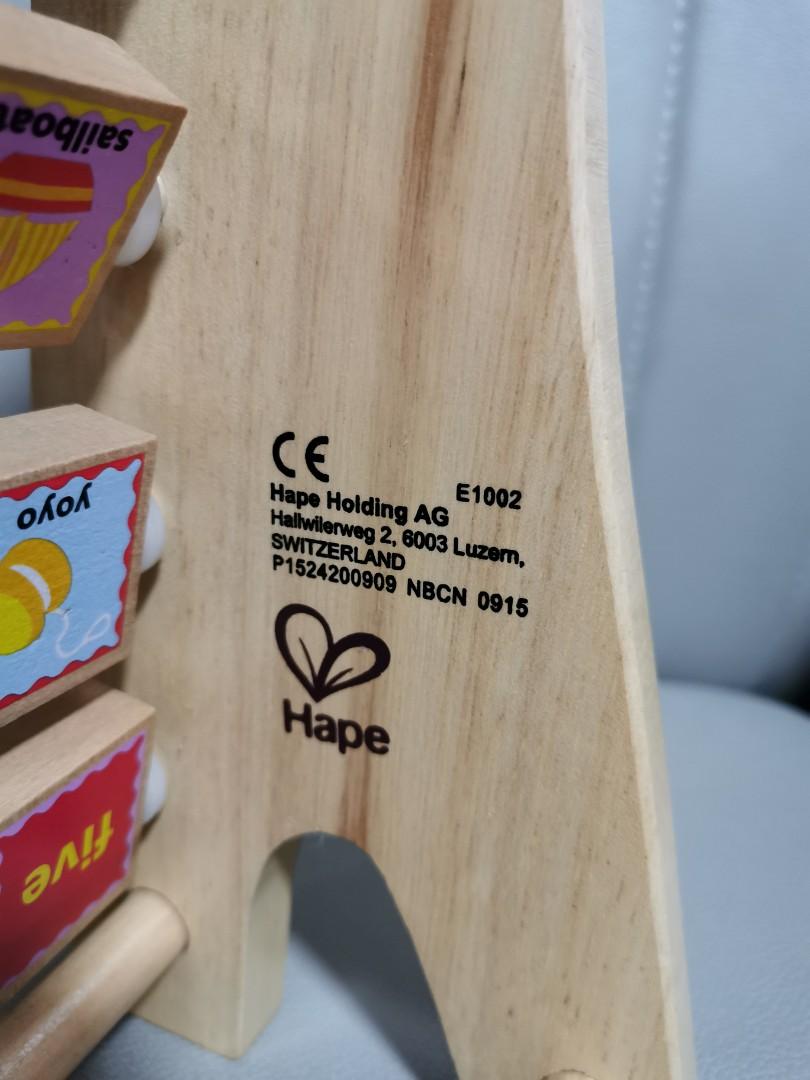 sailboat
yoyo
five
CE
E1002
Hape Holding AG
Hallwilerweg 2, 6003 Luzern,
SWITZERLAND
P1524200909 NBCN 0915
Hape